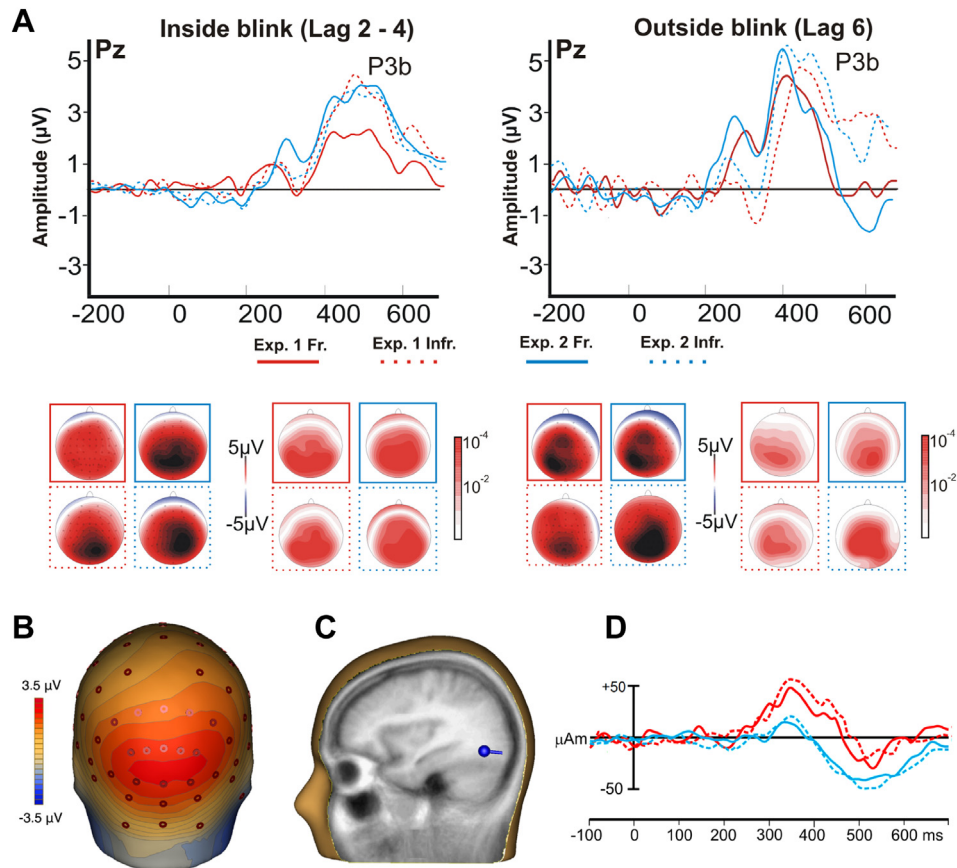 A
Inside blink (Lag 2 - 4)
Outside blink (Lag 6)
Pz
P3b
Amplitude (µV)
5
3
1
0
-1
-3
-200 0 200 400 600
Pz
P3b
Amplitude (µV)
5
3
1
0
-1
-3
-200 0 200 400 600
Exp. 1 Fr. Exp. 1 Infr. Exp. 2 Fr. Exp. 2 Infr.
5µV
-5µV
10-4
10-2
5µV
-5µV
10-4
10-2
B
3.5 µV
-3.5 µV
C
D
+50
µAm
-50
-100 0 100 200 300 400 500 600 ms